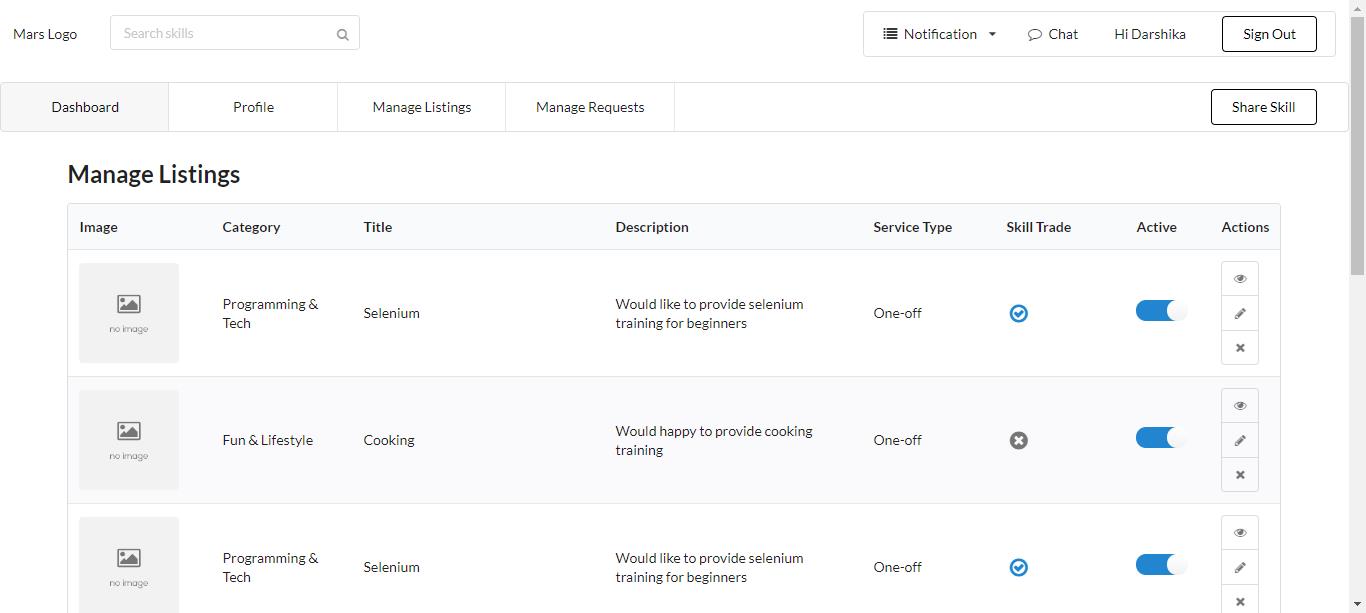 Mars Logo
Search skills
Notification
Chat
Hi Darshika
Sign Out
Dashboard
Profile
Manage Listings
Manage Requests
Share Skill
Manage Listings
Image Category Title Description Service Type Skill Trade Active Actions
no image
Programming &
Tech
Selenium
Would like to provide selenium
training for beginners
One-off
no image
Fun & Lifestyle
Cooking
Would happy to provide cooking
training
One-off
no image
Programming &
Tech
Selenium
Would like to provide selenium
training for beginners
One-off